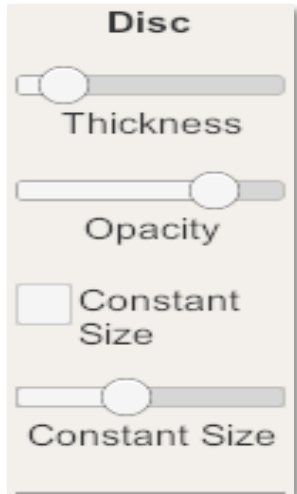 Disc
Thickness
Opacity
Constant
Size
Constant Size